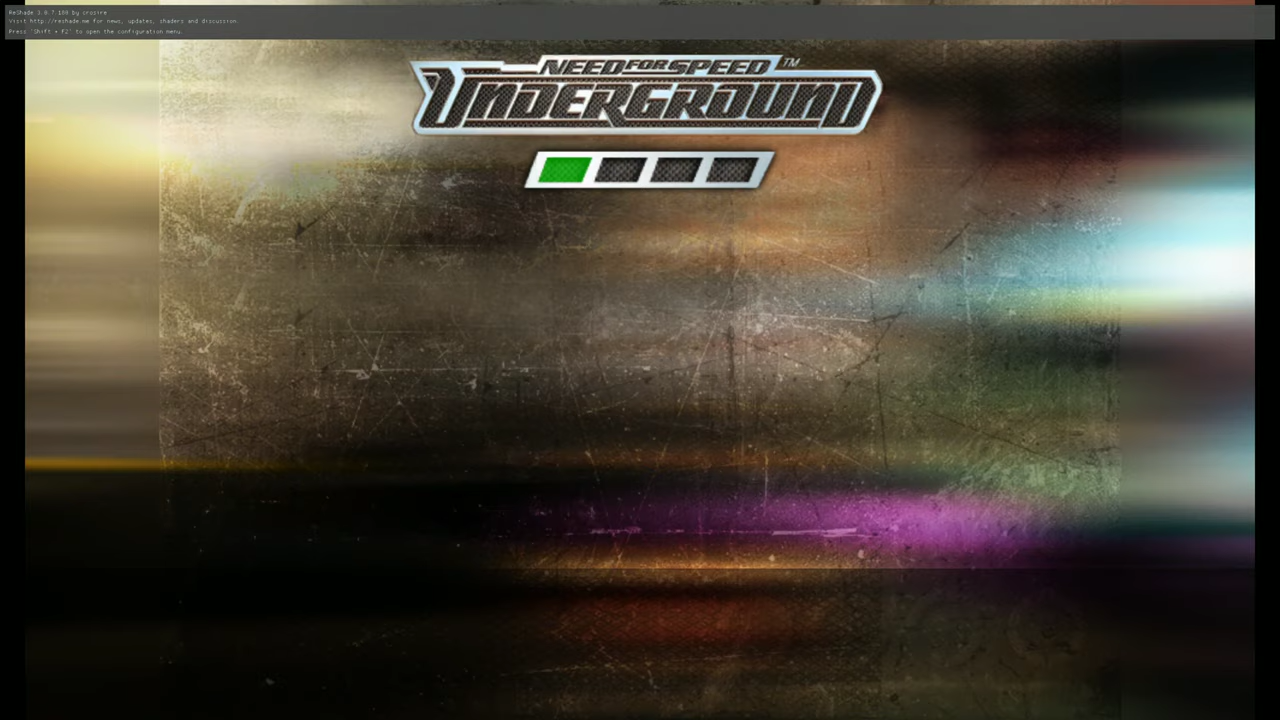 ReShade 3.0.7.160 by crosire
Visit http://reshade.me for news, updates, shaders and discussion.
Press 'Shift + F2' to open the configuration menu.
NEED FOR SPEED TM
UNDERGROUND